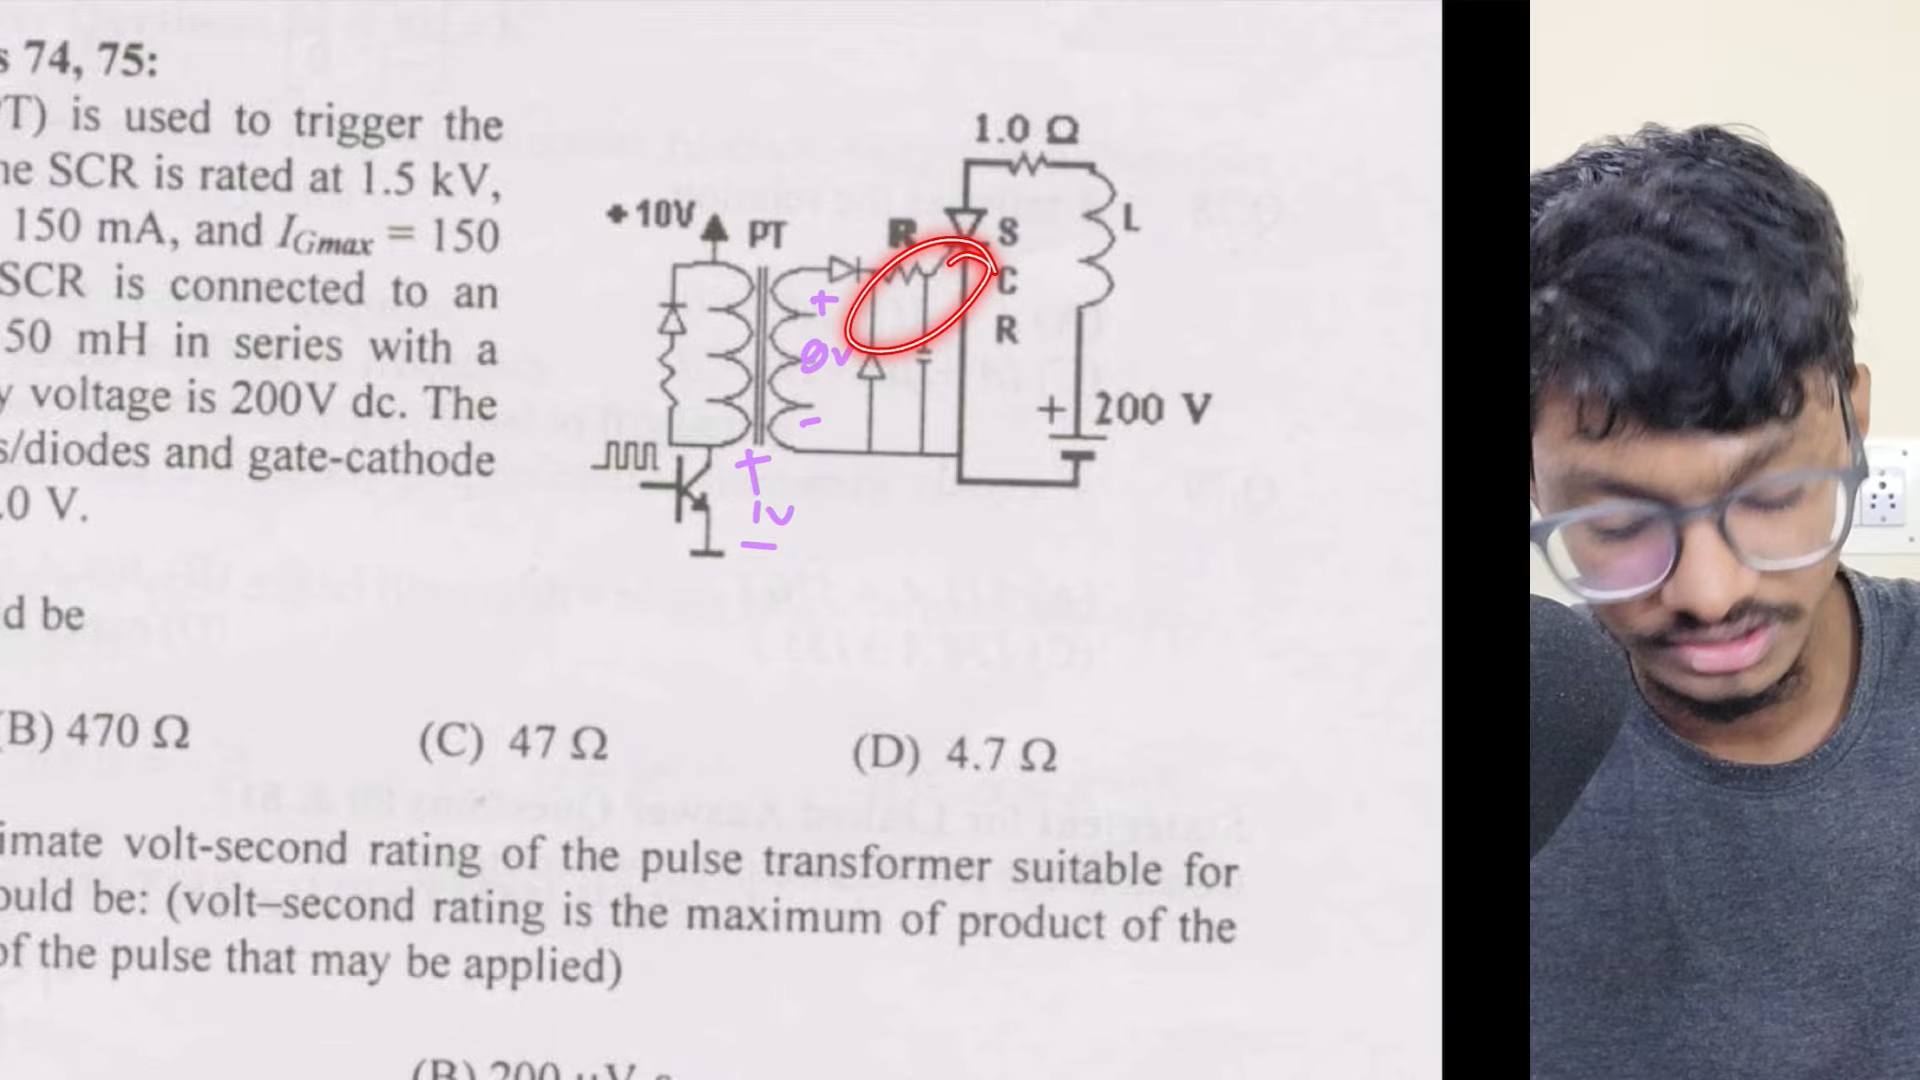 s 74, 75:
T) is used to trigger the
ne SCR is rated at 1.5 kV,
150 mA, and IGmax = 150
SCR is connected to an
50 mH in series with a
y voltage is 200V dc. The
s/diodes and gate-cathode
.0 V.
1.0 Ω
+10V
PT
R
S
C
R
L
+
9v
-
+ 200 V
+
1v
-
d be
(B) 470 Ω
(C) 47 Ω
(D) 4.7 Ω
imate volt-second rating of the pulse transformer suitable for
ould be: (volt–second rating is the maximum of product of the
of the pulse that may be applied)
(B) 200 μV-s